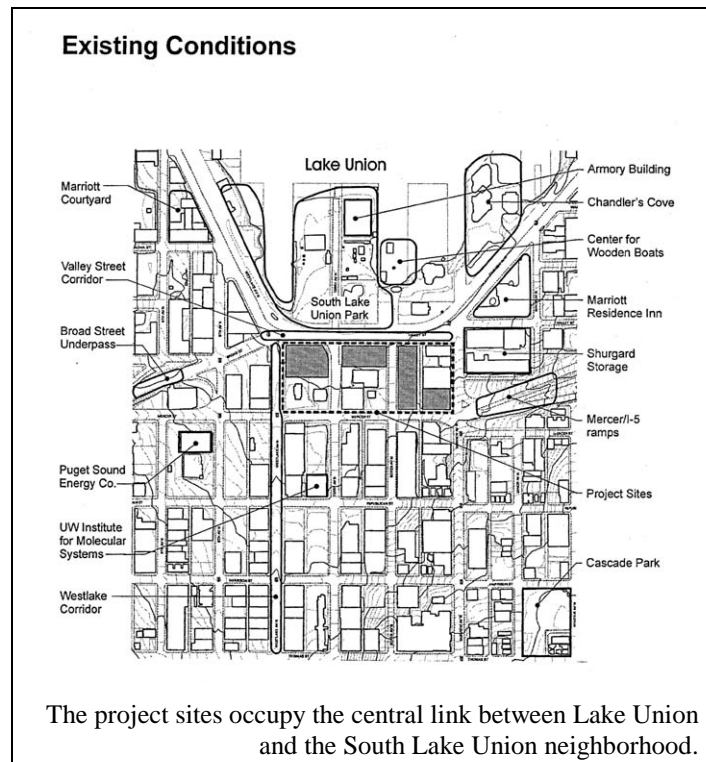 Existing Conditions
Lake Union
Marriott
Courtyard
Valley Street
Corridor
Broad Street
Underpass
Puget Sound
Energy Co.
UW Institute
for Molecular
Systems
Westlake
Corridor
South Lake
Union Park
Armory Building
Chandler's Cove
Center for
Wooden Boats
Marriott
Residence Inn
Shurgard
Storage
Mercer/I-5
ramps
Project Sites
Cascade Park
The project sites occupy the central link between Lake Union
and the South Lake Union neighborhood.